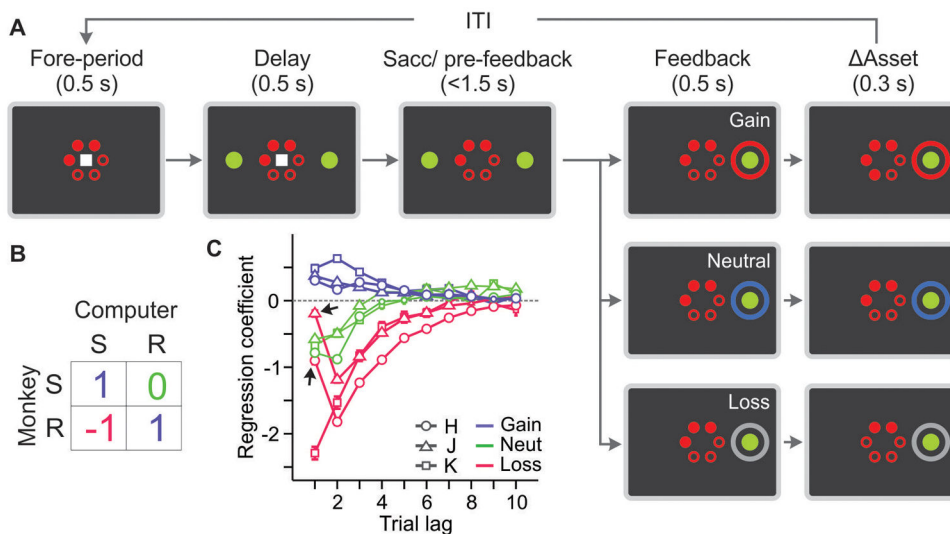 ITI
A
Fore-period
(0.5 s)
Delay
(0.5 s)
Sacc/ pre-feedback
(<1.5 s)
Feedback
(0.5 s)
ΔAsset
(0.3 s)
Gain
Neutral
Loss
B
Computer
S R
Monkey
S 1 0
R -1 1
C
Regression coefficient
0
-1
-2
H Gain
J Neut
K Loss
2 4 6 8 10
Trial lag